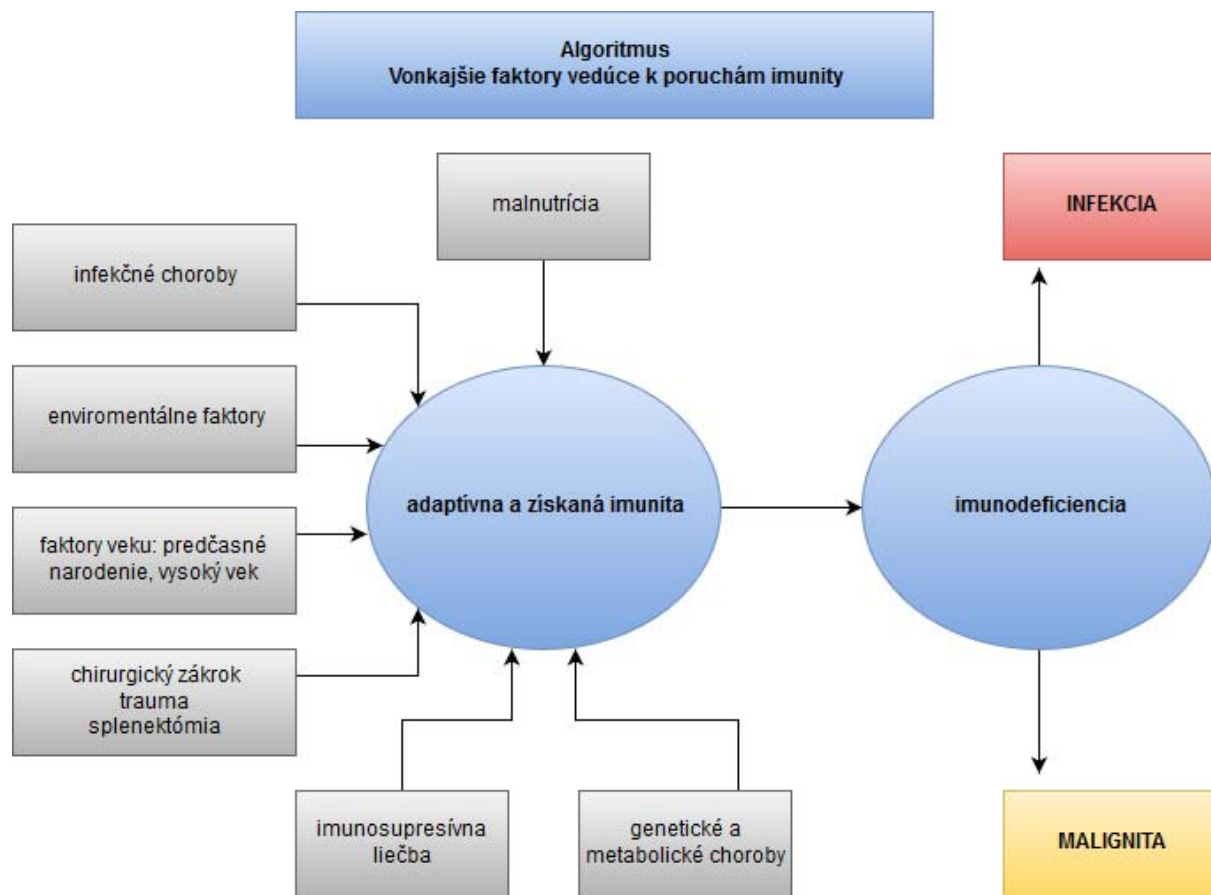 Algoritmus
Vonkajšie faktory vedúce k poruchám imunity
malnutrícia
INFEKCIA
infekčné choroby
enviromentálne faktory
adaptívna a získaná imunita
imunodeficiencia
faktory veku: predčasné
narodenie, vysoký vek
chirurgický zákrok
trauma
splenektómia
imunosupresívna
liečba
genetické a
metabolické choroby
MALIGNITA